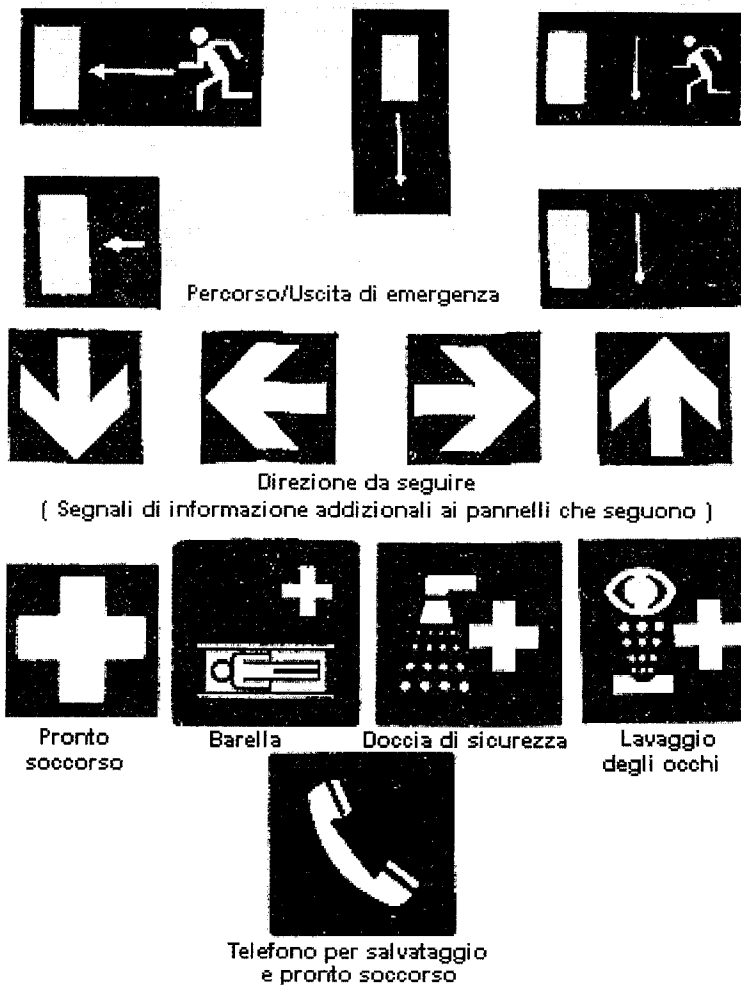 Percorso/Uscita di emergenza
Direzione da seguire
( Segnali di informazione addizionali ai pannelli che seguono )
Pronto
soccorso
Barella
Doccia di sicurezza
Lavaggio
degli occhi
Telefono per salvataggio
e pronto soccorso